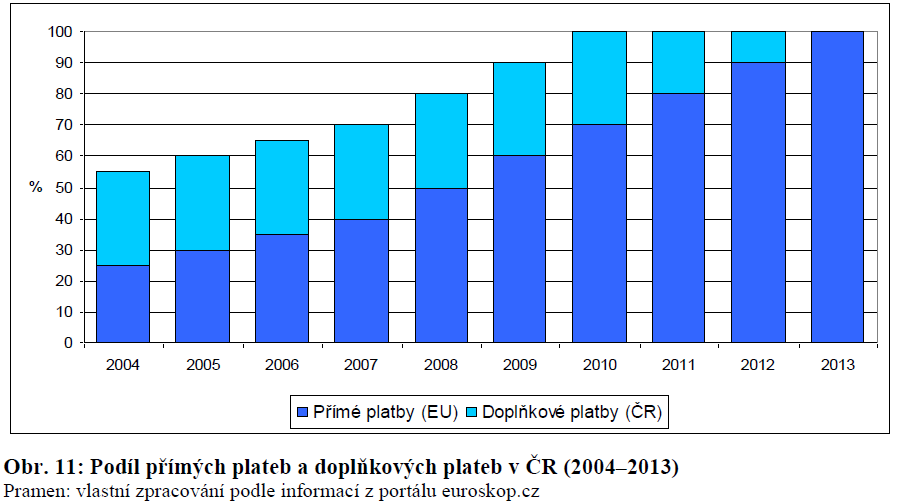 100
90
80
70
60
% 50
40
30
20
10
0
2004 2005 2006 2007 2008 2009 2010 2011 2012 2013
Přímé platby (EU) Doplňkové platby (ČR)
Obr. 11: Podíl přímých plateb a doplňkových plateb v ČR (2004–2013)
Pramen: vlastní zpracování podle informací z portálu euroskop.cz